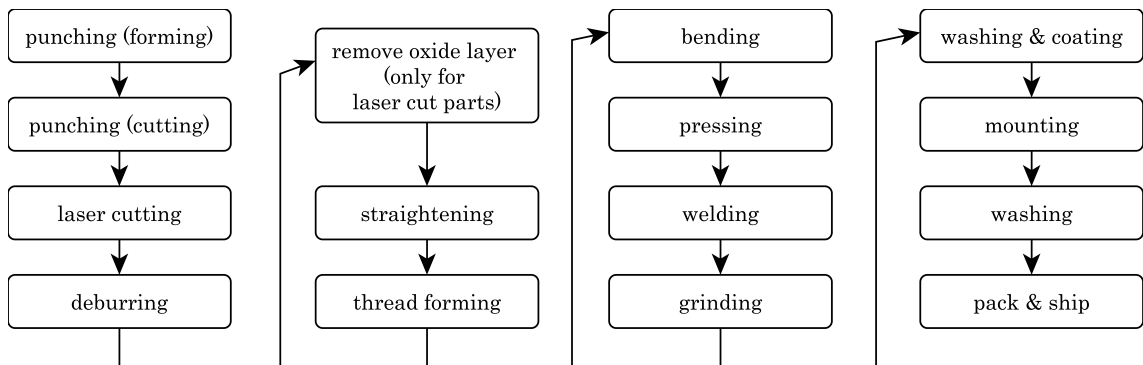 punching (forming)
punching (cutting)
laser cutting
deburring
remove oxide layer
(only for
laser cut parts)
straightening
thread forming
bending
pressing
welding
grinding
washing & coating
mounting
washing
pack & ship